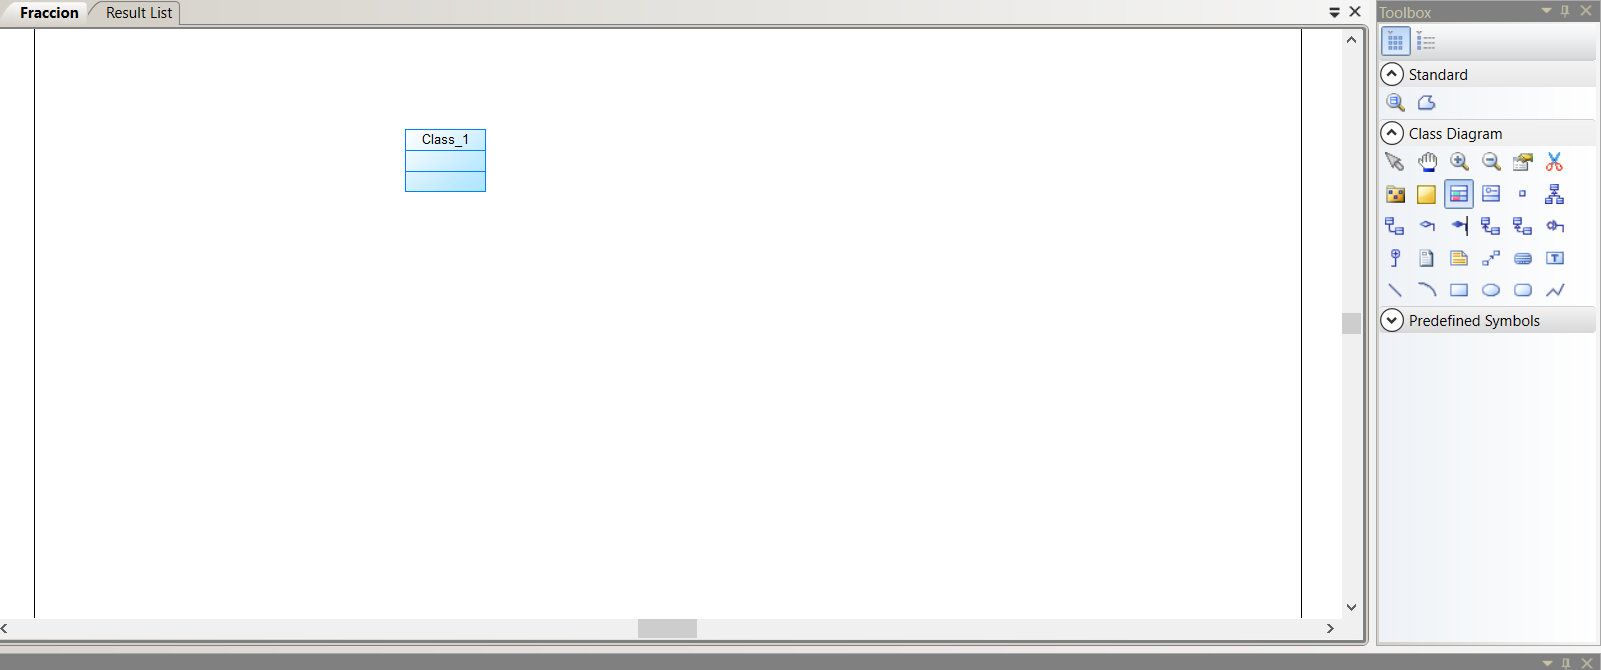 Fraccion
Result List
Toolbox
Standard
Class Diagram
Predefined Symbols
Class_1